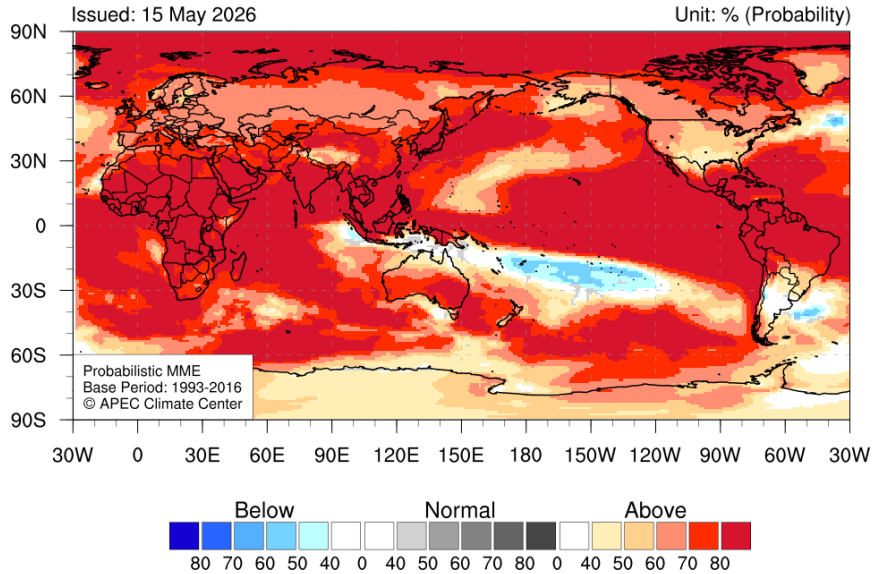 Issued: 15 May 2026 Unit: % (Probability)
90N
60N
30N
0
30S
60S
90S
Probabilistic MME
Base Period: 1993-2016
© APEC Climate Center
30W 0 30E 60E 90E 120E 150E 180 150W 120W 90W 60W 30W
Below Normal Above
80 70 60 50 40 0 40 50 60 70 80 0 40 50 60 70 80